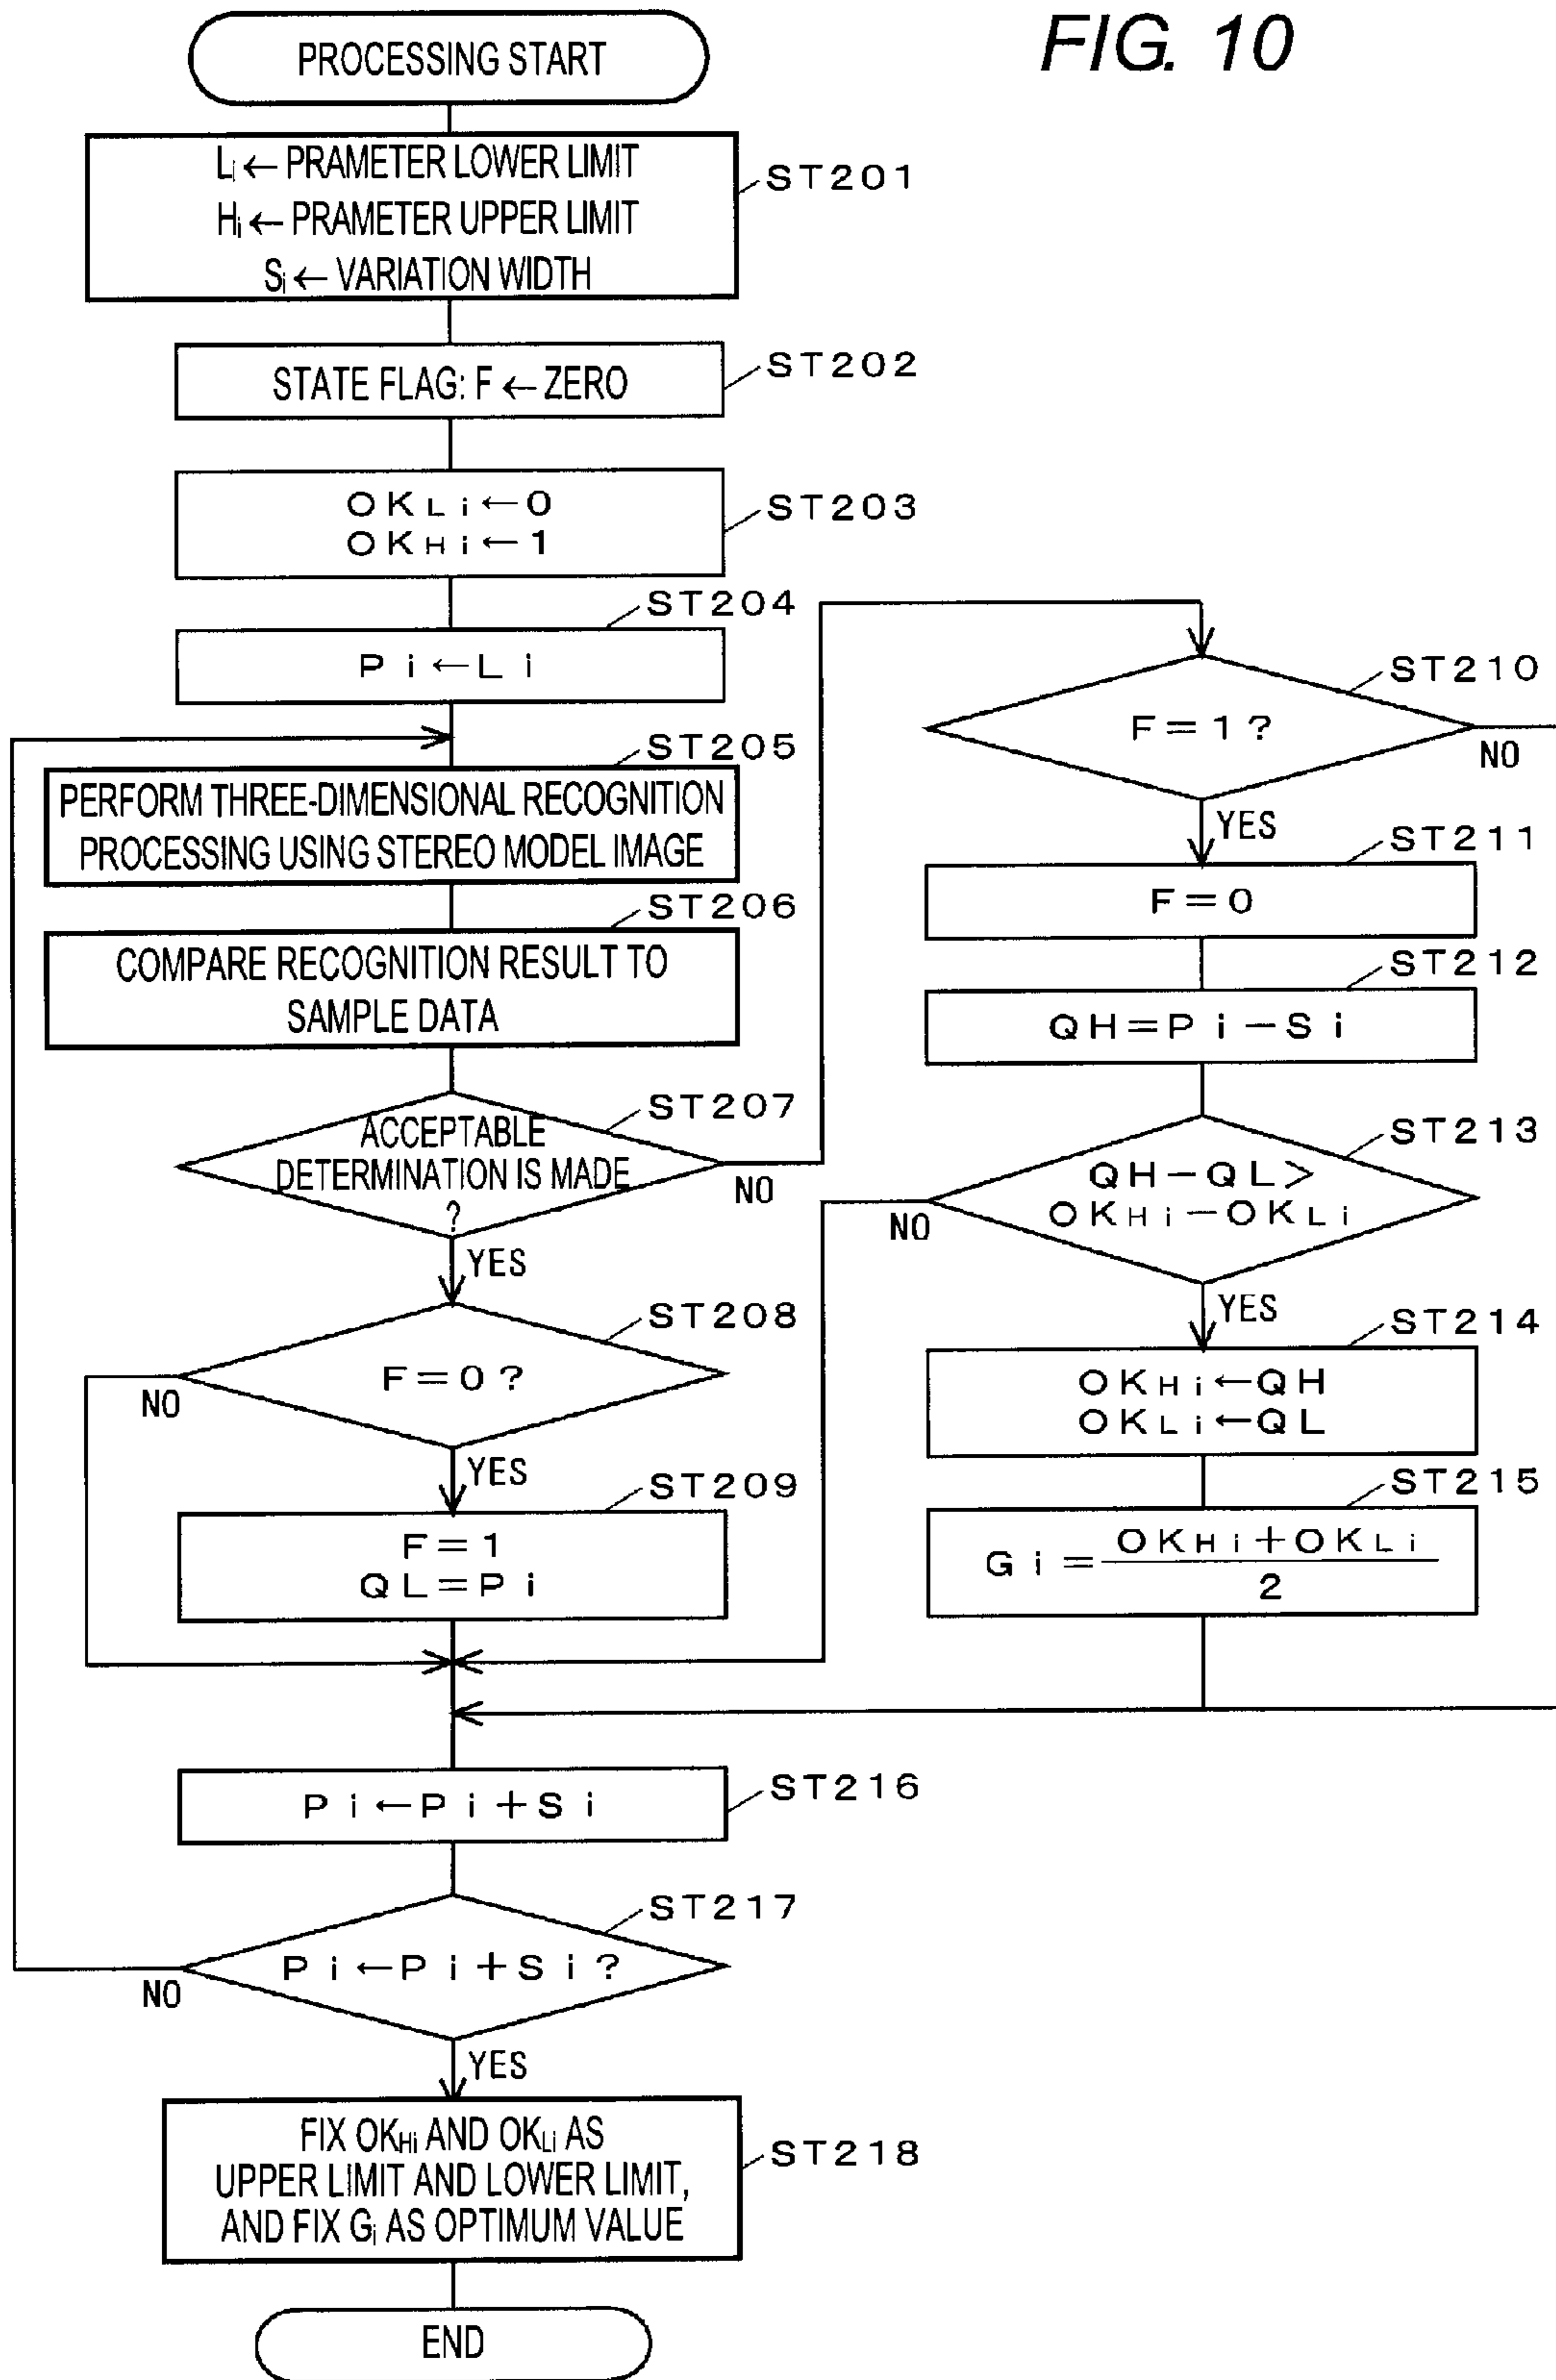 FIG. 10
PROCESSING START
Li ← PRAMETER LOWER LIMIT
Hi ← PRAMETER UPPER LIMIT
Si ← VARIATION WIDTH
ST201
STATE FLAG: F ← ZERO
ST202
OKLi ← 0
OKHi ← 1
ST203
ST204
Pi ← Li
ST205
PERFORM THREE-DIMENSIONAL RECOGNITION
PROCESSING USING STEREO MODEL IMAGE
ST206
COMPARE RECOGNITION RESULT TO
SAMPLE DATA
ST207
ACCEPTABLE
DETERMINATION IS MADE
?
NO
YES
ST208
F=0?
NO
YES
ST209
F=1
QL=Pi
ST210
F=1?
NO
YES
ST211
F=0
ST212
QH=Pi-Si
ST213
QH-QL>
OKHi-OKLi
NO
YES
ST214
OKHi ← QH
OKLi ← QL
ST215
Gi = OKHi+OKLi
2
ST216
Pi ← Pi+Si
ST217
Pi ← Pi+Si?
NO
YES
FIX OKHi AND OKLi AS
UPPER LIMIT AND LOWER LIMIT,
AND FIX Gi AS OPTIMUM VALUE
ST218
END